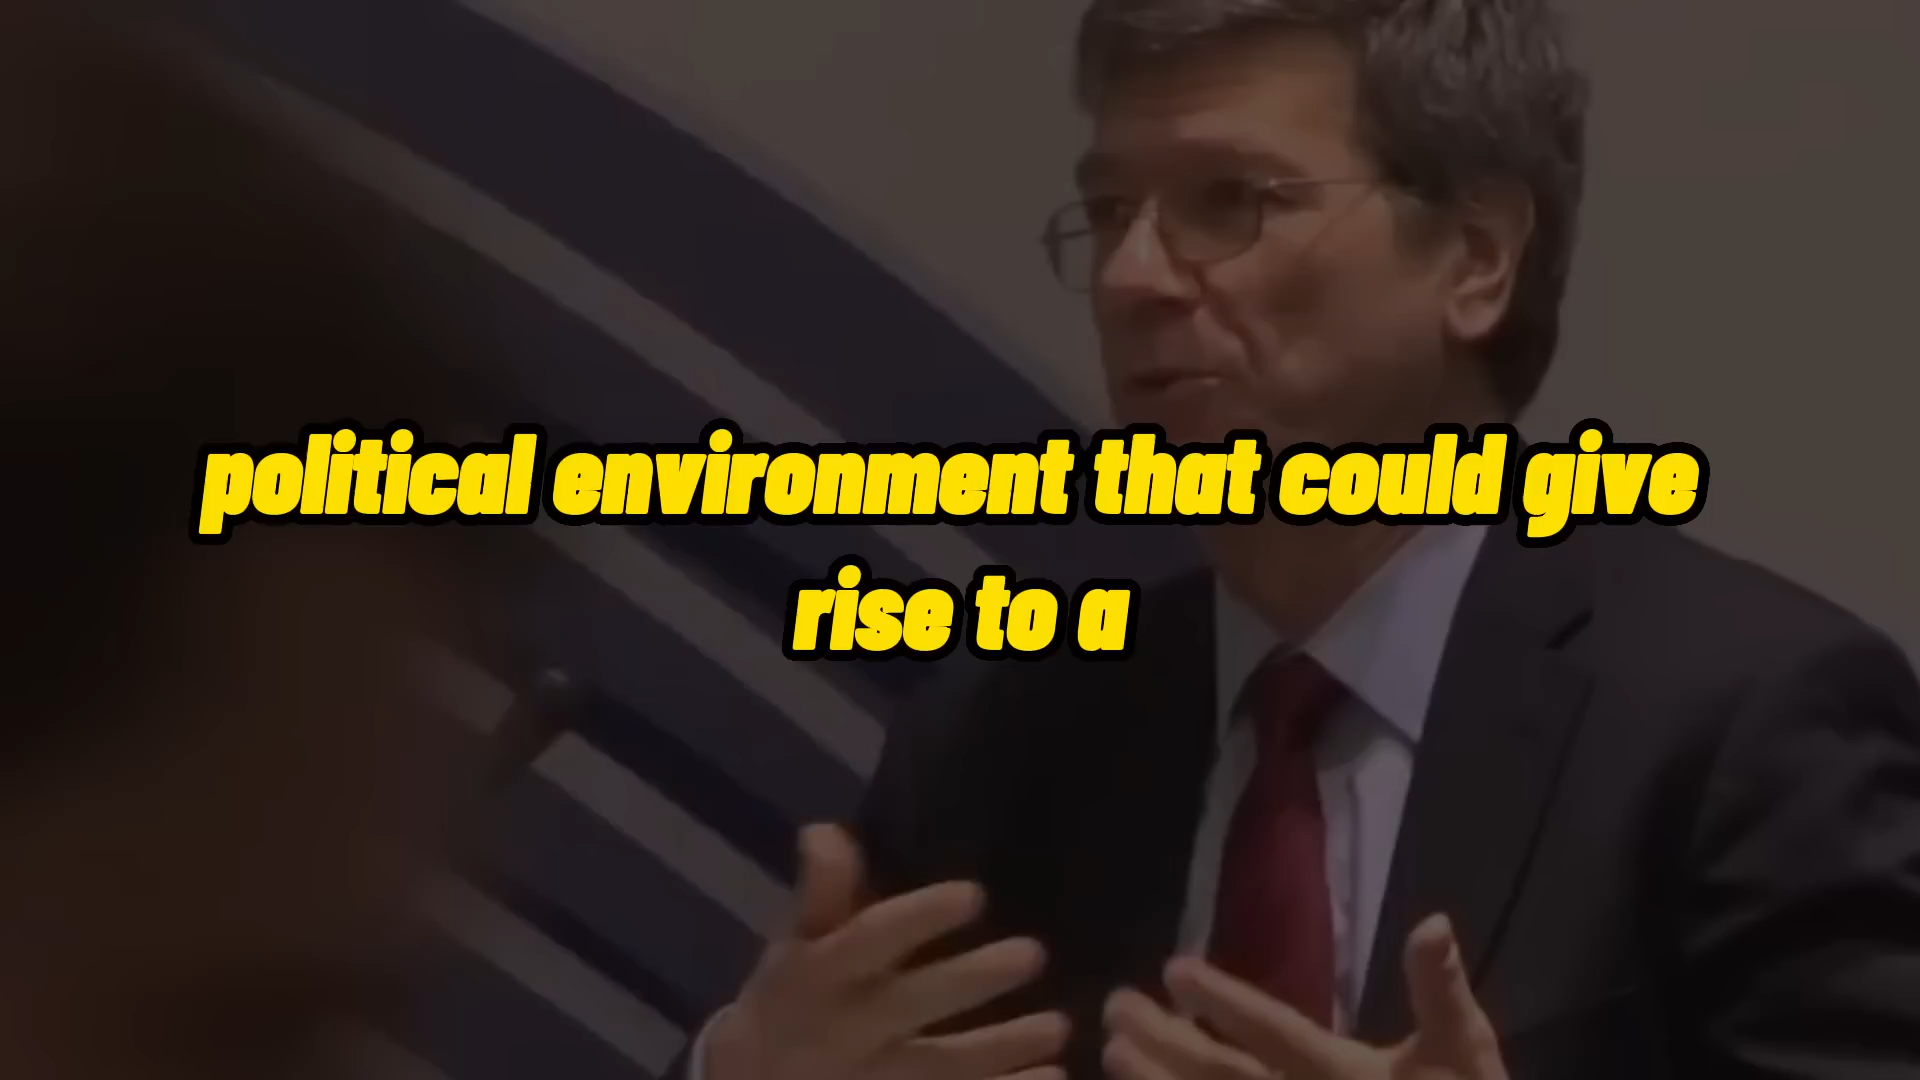 political environment that could give
rise to a